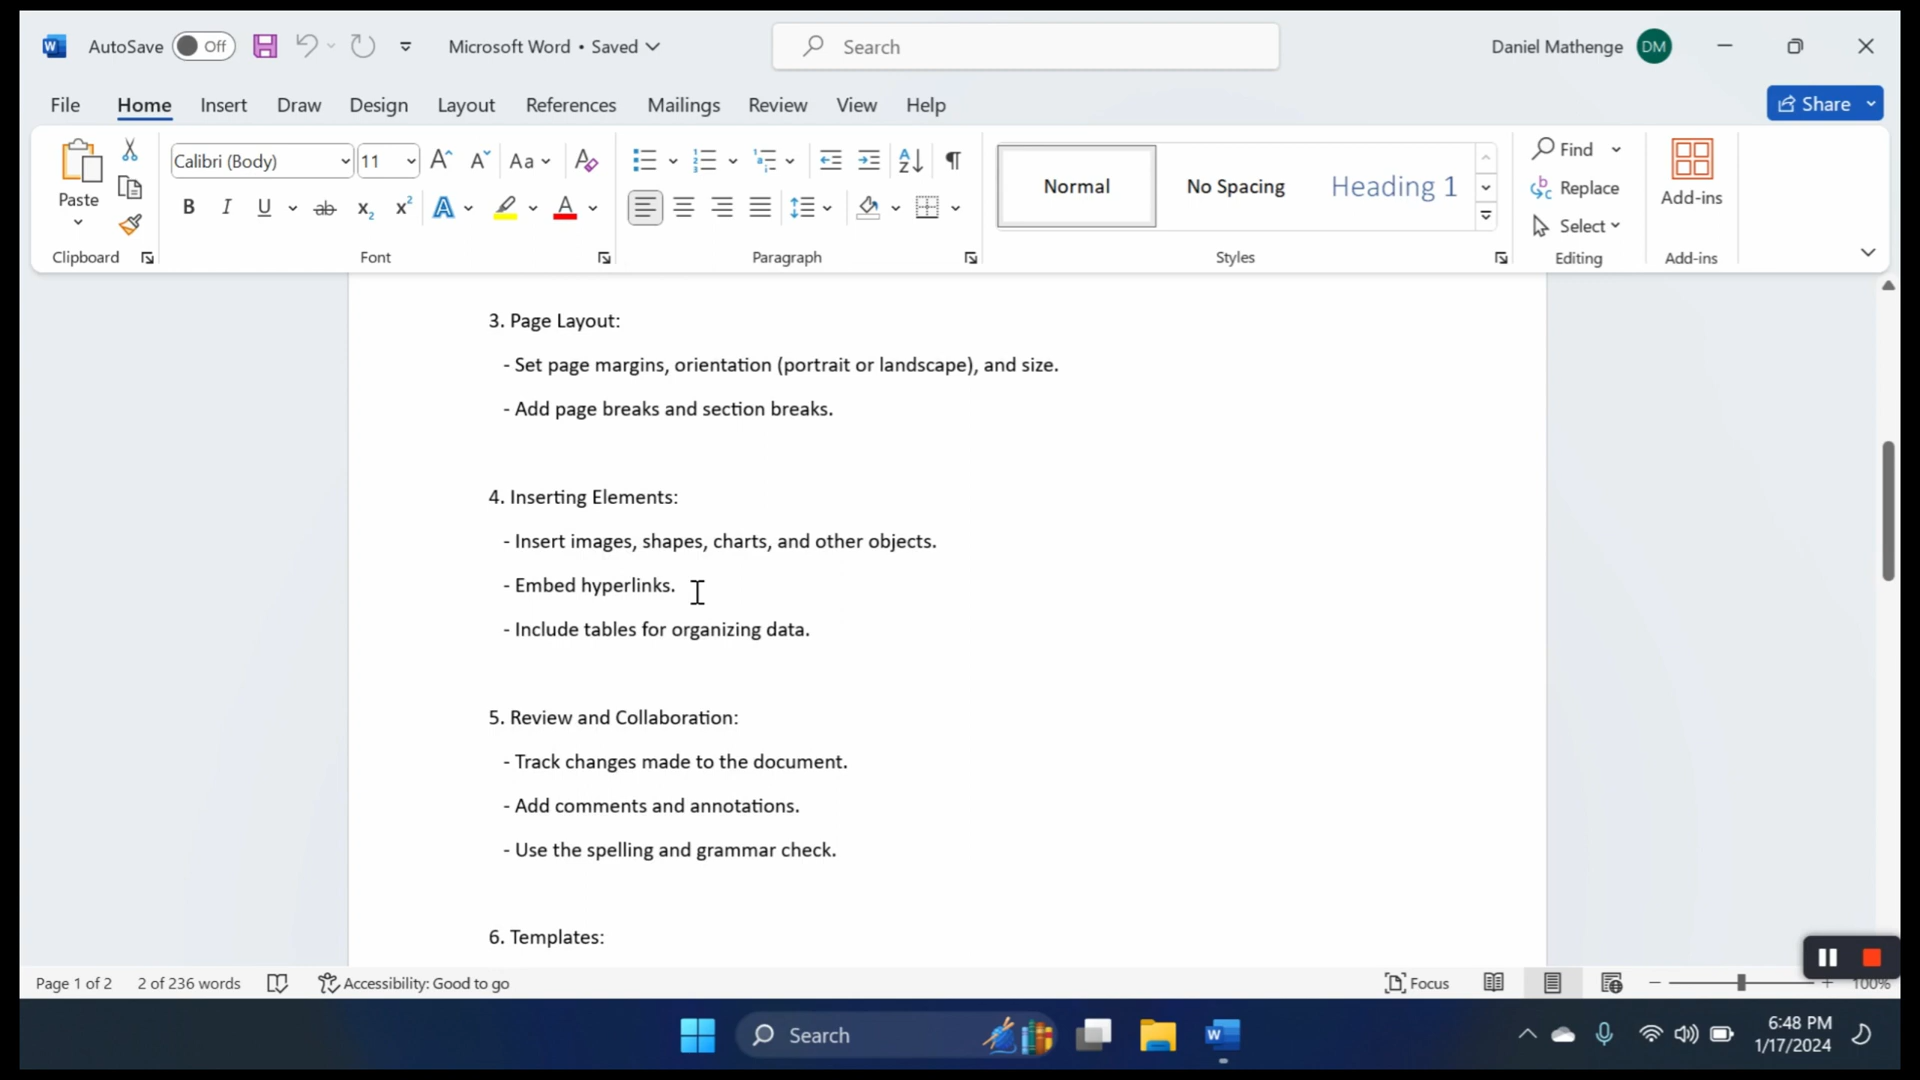 AutoSave Off Microsoft Word • Saved Search Daniel Mathenge DM
File Home Insert Draw Design Layout References Mailings Review View Help Share
Paste Calibri (Body) 11 Aa Normal No Spacing Heading 1 Find Replace Select Add-ins
Clipboard Font Paragraph Styles Editing Add-ins
3. Page Layout:
- Set page margins, orientation (portrait or landscape), and size.
- Add page breaks and section breaks.
4. Inserting Elements:
- Insert images, shapes, charts, and other objects.
- Embed hyperlinks.
- Include tables for organizing data.
5. Review and Collaboration:
- Track changes made to the document.
- Add comments and annotations.
- Use the spelling and grammar check.
6. Templates:
Page 1 of 2 2 of 236 words Accessibility: Good to go Focus 100%
Search 6:48 PM
1/17/2024